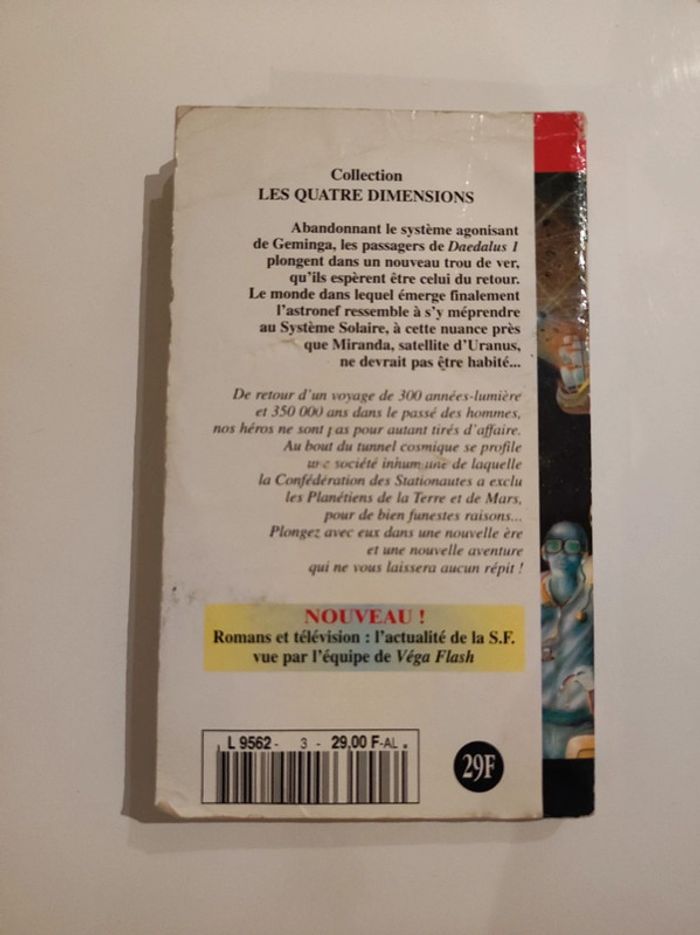 Collection
LES QUATRE DIMENSIONS
Abandonnant le système agonisant
de Geminga, les passagers de Daedalus 1
plongent dans un nouveau trou de ver,
qu'ils espèrent être celui du retour.
Le monde dans lequel émerge finalement
l'astronef ressemble à s'y méprendre
au Système Solaire, à cette nuance près
que Miranda, satellite d'Uranus,
ne devrait pas être habité...
De retour d'un voyage de 300 années-lumière
et 350 000 ans dans le passé des hommes,
nos héros ne sont pas pour autant tirés d'affaire.
Au bout du tunnel cosmique se profile
une société inhumaine de laquelle
la Confédération des Stationautes a exclu
les Planétiens de la Terre et de Mars,
pour de bien funestes raisons...
Plongez avec eux dans une nouvelle ère
et une nouvelle aventure
qui ne vous laissera aucun répit !
NOUVEAU !
Romans et télévision : l'actualité de la S.F.
vue par l'équipe de Véga Flash
L 9562 - 3 - 29,00 F-AL
29F